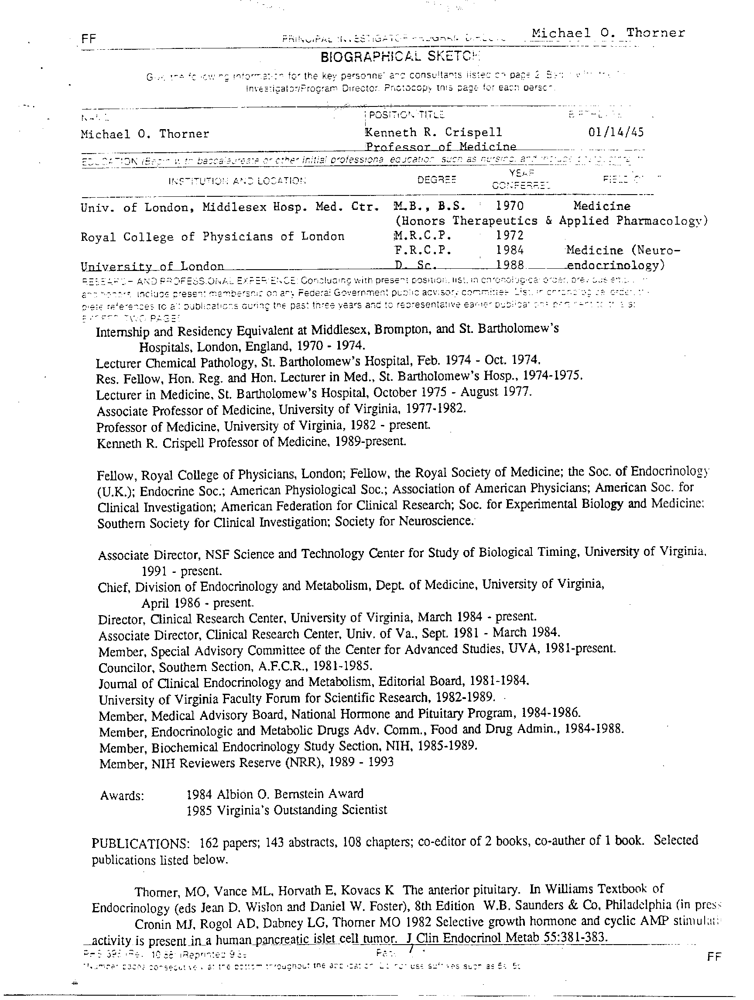 FF
PRINCIPAL INVESTIGATOR/PROGRAM DIRECTOR Michael O. Thorner
BIOGRAPHICAL SKETCH
Give the following information for the key personnel and consultants listed on page 2. Begin with the
Investigator/Program Director. Photocopy this page for each person.
NAME POSITION TITLE
Michael O. Thorner Kenneth R. Crispell 01/14/45
Professor of Medicine
EDUCATION (Begin with baccalaureate or other initial professional education, such as nursing, and include
INSTITUTION AND LOCATION DEGREE YEAR CONFERRED FIELD OF
Univ. of London, Middlesex Hosp. Med. Ctr. M.B., B.S. 1970 Medicine
(Honors Therapeutics & Applied Pharmacology)
Royal College of Physicians of London M.R.C.P. 1972
F.R.C.P. 1984 Medicine (Neuro-
University of London D. Sc. 1988 endocrinology)
RESEARCH AND PROFESSIONAL EXPERIENCE: Concluding with present position, list, in chronological order, previous
and honors. Include present membership on any Federal Government public advisory committee. List, in chronological order,
plete references to all publications during the past three years and to representative earlier publications pertinent to this
EXCEED TWO PAGES.
Internship and Residency Equivalent at Middlesex, Brompton, and St. Bartholomew's
Hospitals, London, England, 1970 - 1974.
Lecturer Chemical Pathology, St. Bartholomew's Hospital, Feb. 1974 - Oct. 1974.
Res. Fellow, Hon. Reg. and Hon. Lecturer in Med., St. Bartholomew's Hosp., 1974-1975.
Lecturer in Medicine, St. Bartholomew's Hospital, October 1975 - August 1977.
Associate Professor of Medicine, University of Virginia, 1977-1982.
Professor of Medicine, University of Virginia, 1982 - present.
Kenneth R. Crispell Professor of Medicine, 1989-present.
Fellow, Royal College of Physicians, London; Fellow, the Royal Society of Medicine; the Soc. of Endocrinology
(U.K.); Endocrine Soc.; American Physiological Soc.; Association of American Physicians; American Soc. for
Clinical Investigation; American Federation for Clinical Research; Soc. for Experimental Biology and Medicine;
Southern Society for Clinical Investigation; Society for Neuroscience.
Associate Director, NSF Science and Technology Center for Study of Biological Timing, University of Virginia,
1991 - present.
Chief, Division of Endocrinology and Metabolism, Dept. of Medicine, University of Virginia,
April 1986 - present.
Director, Clinical Research Center, University of Virginia, March 1984 - present.
Associate Director, Clinical Research Center, Univ. of Va., Sept. 1981 - March 1984.
Member, Special Advisory Committee of the Center for Advanced Studies, UVA, 1981-present.
Councilor, Southern Section, A.F.C.R., 1981-1985.
Journal of Clinical Endocrinology and Metabolism, Editorial Board, 1981-1984.
University of Virginia Faculty Forum for Scientific Research, 1982-1989.
Member, Medical Advisory Board, National Hormone and Pituitary Program, 1984-1986.
Member, Endocrinologic and Metabolic Drugs Adv. Comm., Food and Drug Admin., 1984-1988.
Member, Biochemical Endocrinology Study Section, NIH, 1985-1989.
Member, NIH Reviewers Reserve (NRR), 1989 - 1993
Awards: 1984 Albion O. Bernstein Award
1985 Virginia's Outstanding Scientist
PUBLICATIONS: 162 papers; 143 abstracts, 108 chapters; co-editor of 2 books, co-auther of 1 book. Selected
publications listed below.
Thorner, MO, Vance ML, Horvath E, Kovacs K The anterior pituitary. In Williams Textbook of
Endocrinology (eds Jean D. Wislon and Daniel W. Foster), 8th Edition W.B. Saunders & Co, Philadelphia (in press
Cronin MJ, Rogol AD, Dabney LG, Thorner MO 1982 Selective growth hormone and cyclic AMP stimulat
activity is present in a human pancreatic islet cell tumor. J Clin Endocrinol Metab 55:381-383.
PHS 398 (Rev. 10/88) (Reprinted 9/89) Page FF
*Number pages consecutively at the bottom throughout the application. Do not use suffixes such as 5a, 5b.